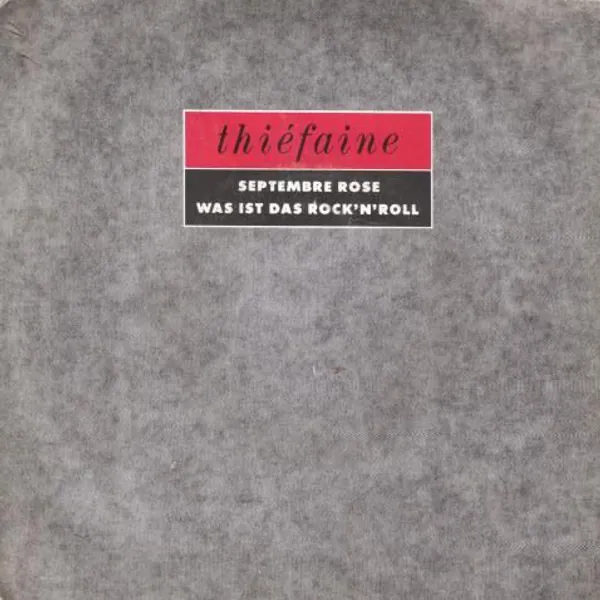 thiéfaine
SEPTEMBRE ROSE
WAS IST DAS ROCK'N'ROLL